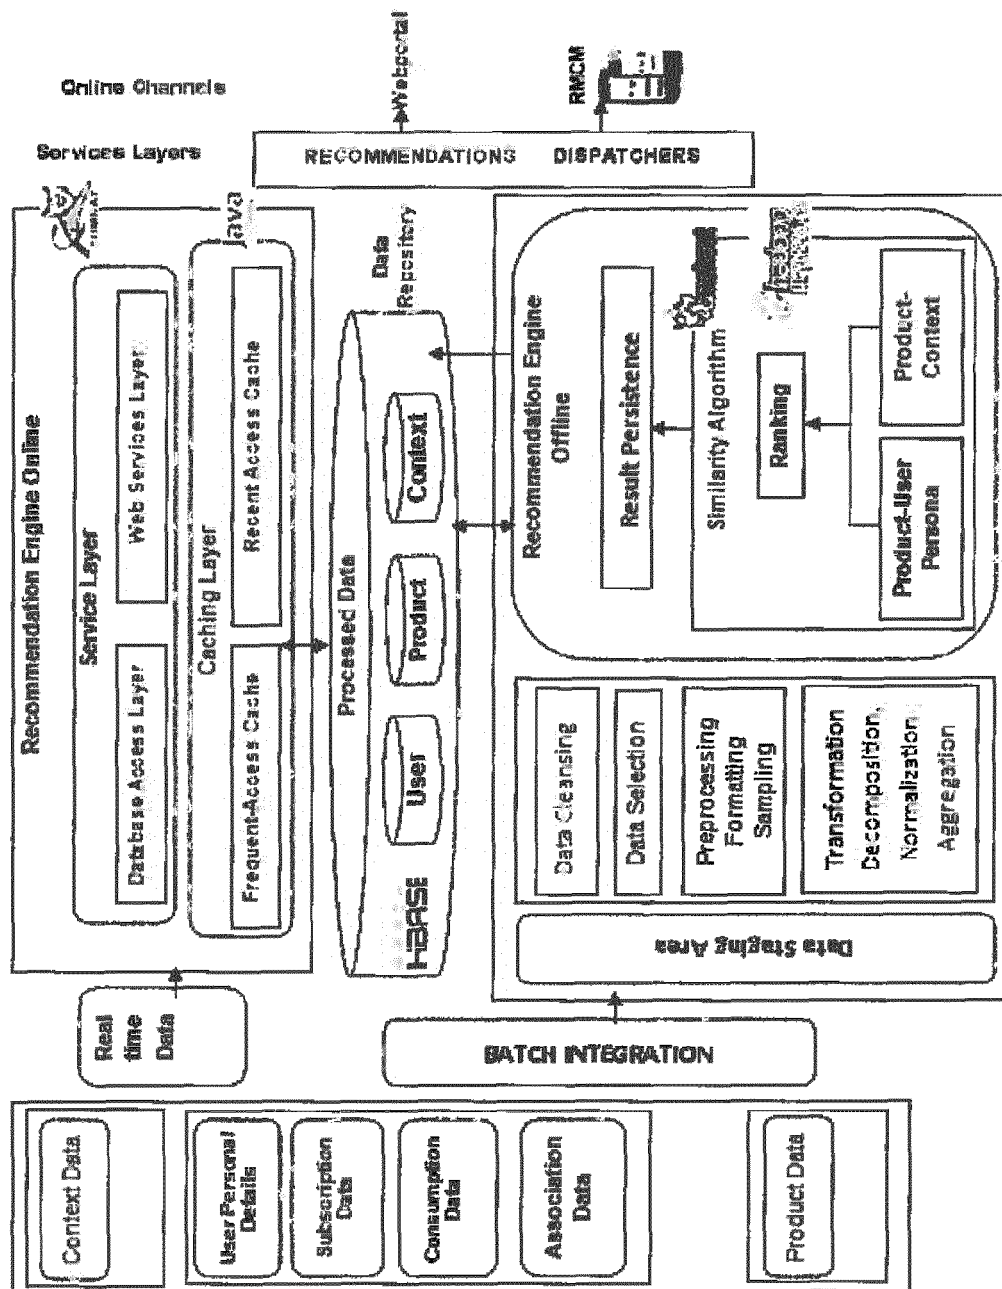 Context Data
User Personal
Details
Subscription
Data
Consumption
Data
Association
Data
Product Data
Real
time
Data
BATCH INTEGRATION
Recommendation Engine Online
Service Layer
Database Access Layer
Web Services Layer
Caching Layer
Frequent-Access Cache
Recent Access Cache
Java
Processed Data
User
Product
Context
HBASE
Data
Repository
Data Staging Area
Data Cleansing
Data Selection
Preprocessing
Formatting
Sampling
Transformation
Decomposition,
Normalization
Aggregation
Recommendation Engine
Offline
Result Persistence
Similarity Algorithm
Ranking
Product-User
Persona
Product-
Context
Services Layers
Online Channels
RECOMMENDATIONS DISPATCHERS
Webportal
RMCM